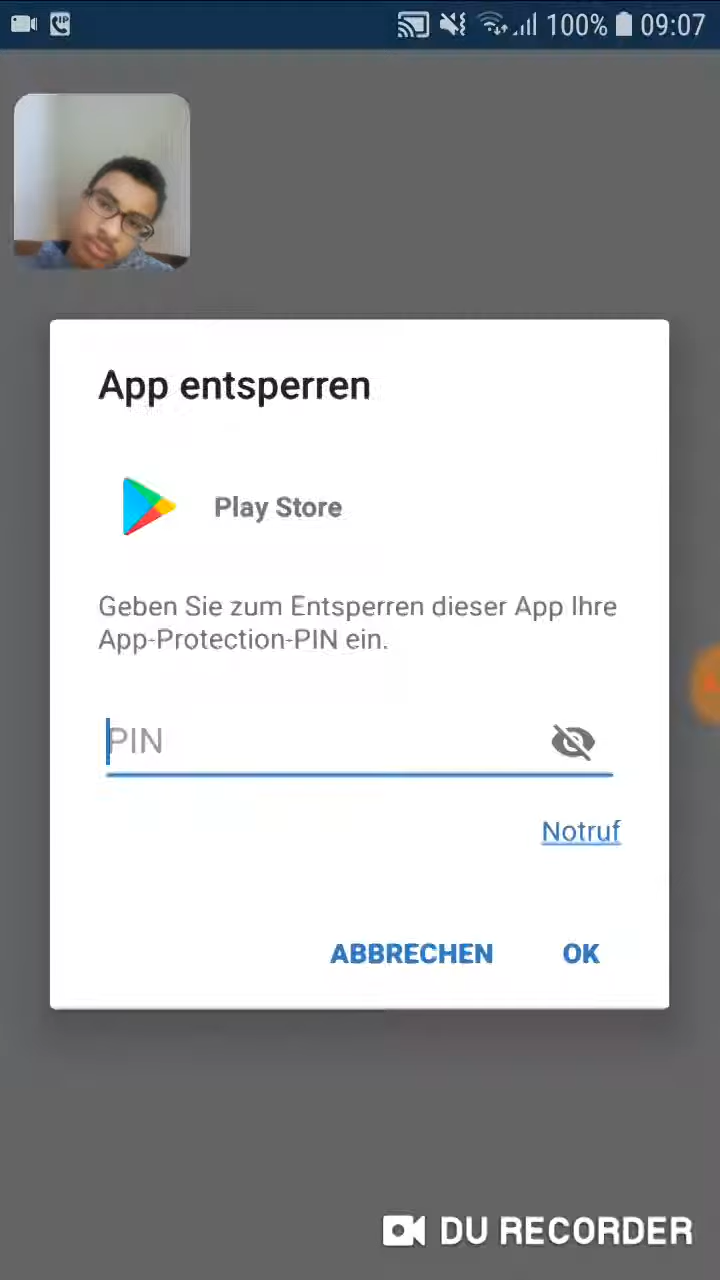 100% 09:07
App entsperren
Play Store
Geben Sie zum Entsperren dieser App Ihre
App-Protection-PIN ein.
PIN
Notruf
ABBRECHEN OK
DU RECORDER